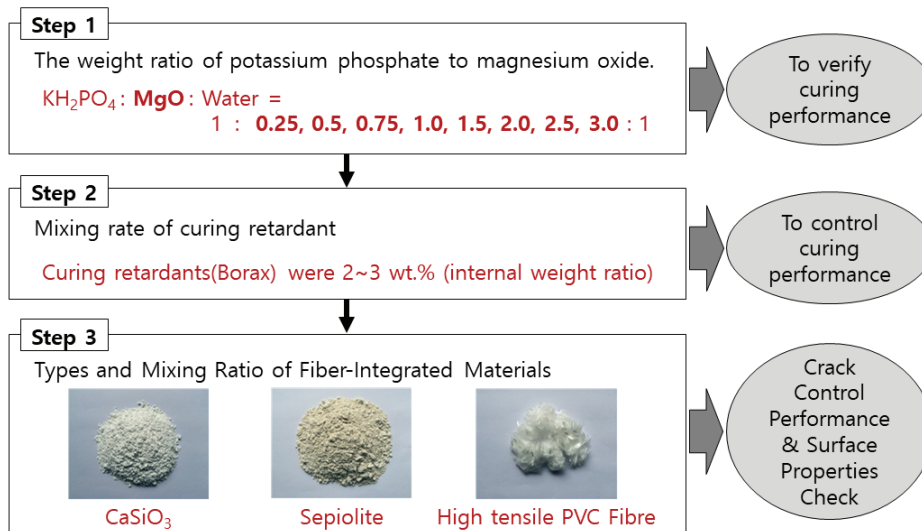 Step 1
The weight ratio of potassium phosphate to magnesium oxide.
KH₂PO₄ : MgO : Water =
1 : 0.25, 0.5, 0.75, 1.0, 1.5, 2.0, 2.5, 3.0 : 1
To verify
curing
performance
Step 2
Mixing rate of curing retardant
Curing retardants(Borax) were 2~3 wt.% (internal weight ratio)
To control
curing
performance
Step 3
Types and Mixing Ratio of Fiber-Integrated Materials
CaSiO₃
Sepiolite
High tensile PVC Fibre
Crack
Control
Performance
& Surface
Properties
Check